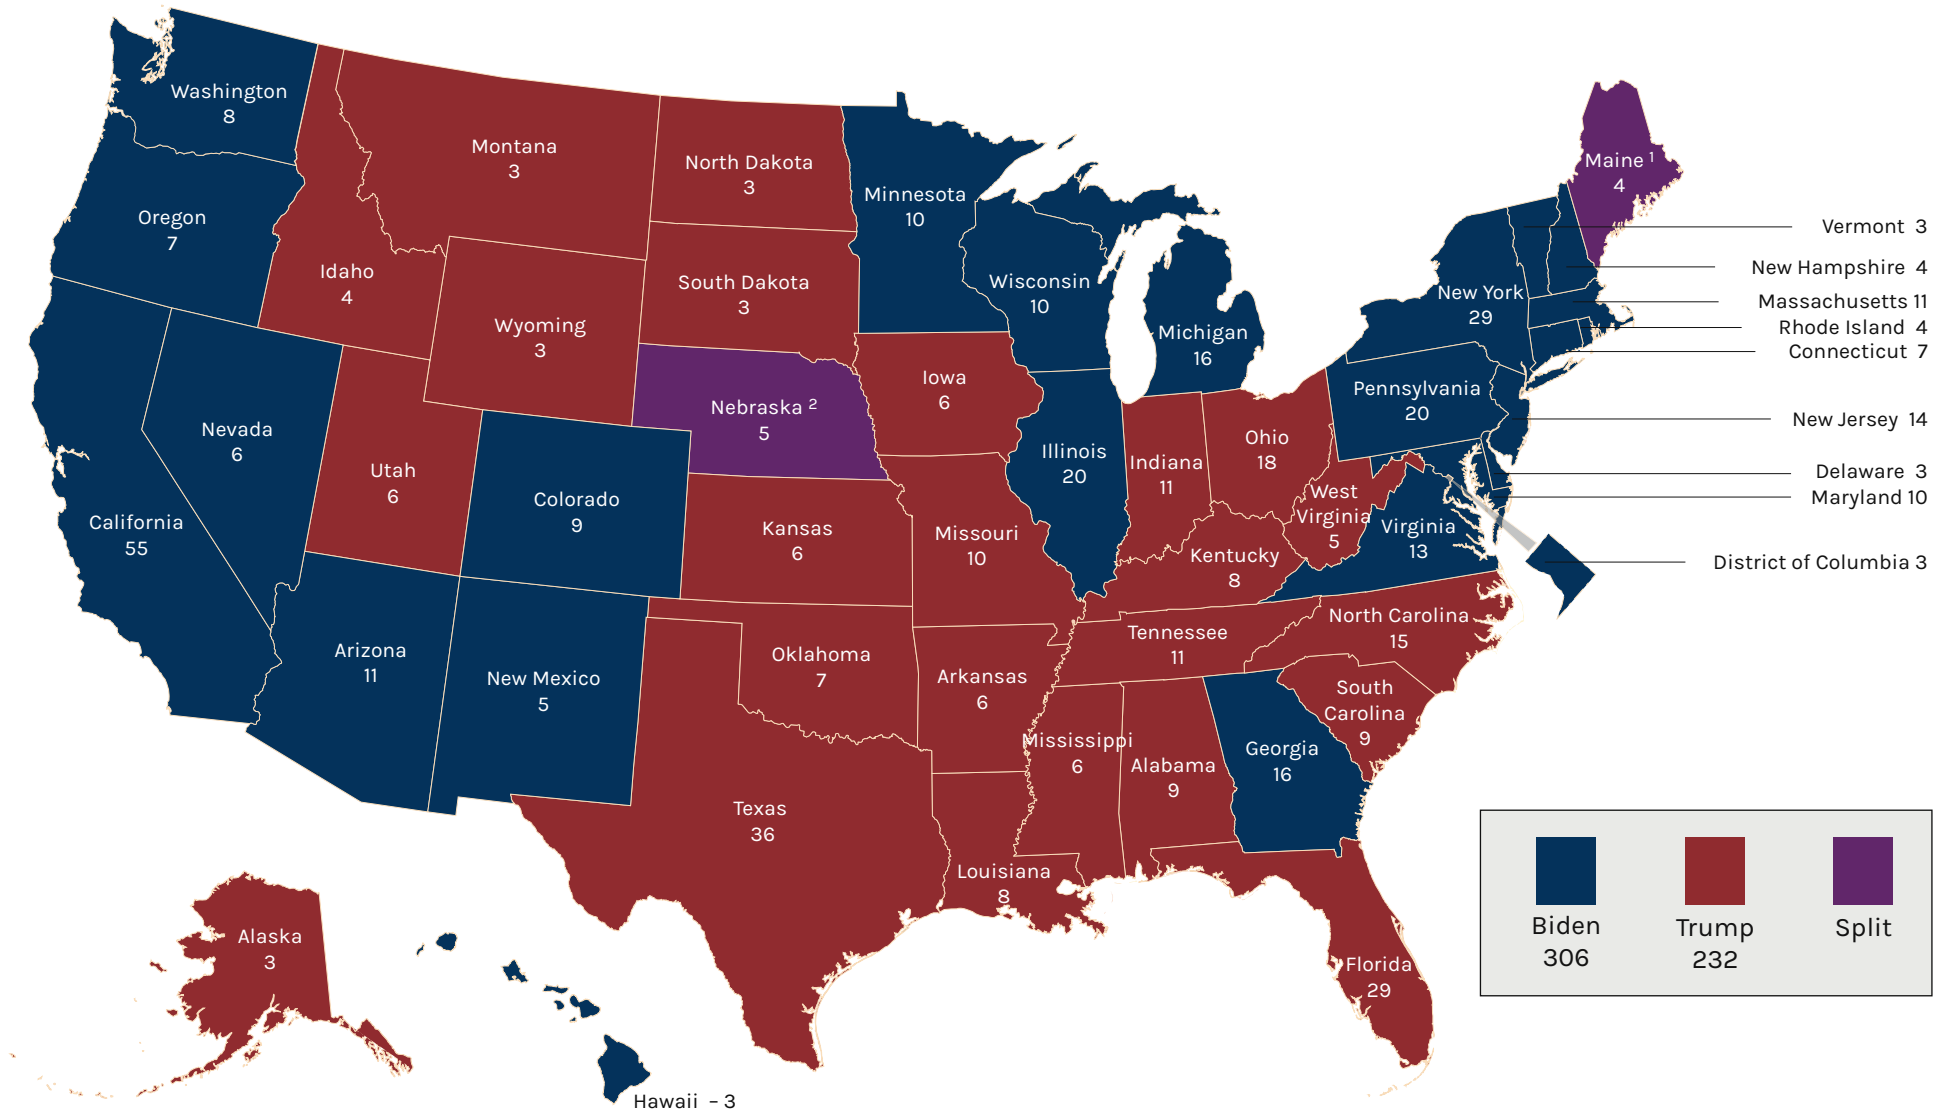 Washington
8
Oregon
7
California
55
Nevada
6
Idaho
4
Montana
3
Wyoming
3
Utah
6
Colorado
9
Arizona
11
New Mexico
5
North Dakota
3
South Dakota
3
Nebraska 2
5
Kansas
6
Oklahoma
7
Texas
36
Minnesota
10
Iowa
6
Missouri
10
Arkansas
6
Louisiana
8
Wisconsin
10
Illinois
20
Michigan
16
Indiana
11
Ohio
18
Kentucky
8
Tennessee
11
Mississippi
6
Alabama
9
Georgia
16
Florida
29
South
Carolina
9
North Carolina
15
Virginia
13
West
Virginia
5
Pennsylvania
20
New York
29
Maine 1
4
Vermont 3
New Hampshire 4
Massachusetts 11
Rhode Island 4
Connecticut 7
New Jersey 14
Delaware 3
Maryland 10
District of Columbia 3
Alaska
3
Hawaii – 3
Biden
306
Trump
232
Split